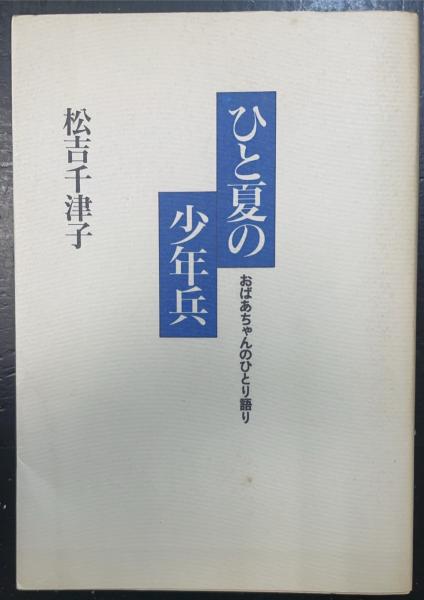 ひと夏の
少年兵
おばあちゃんのひとり語り
松吉千津子